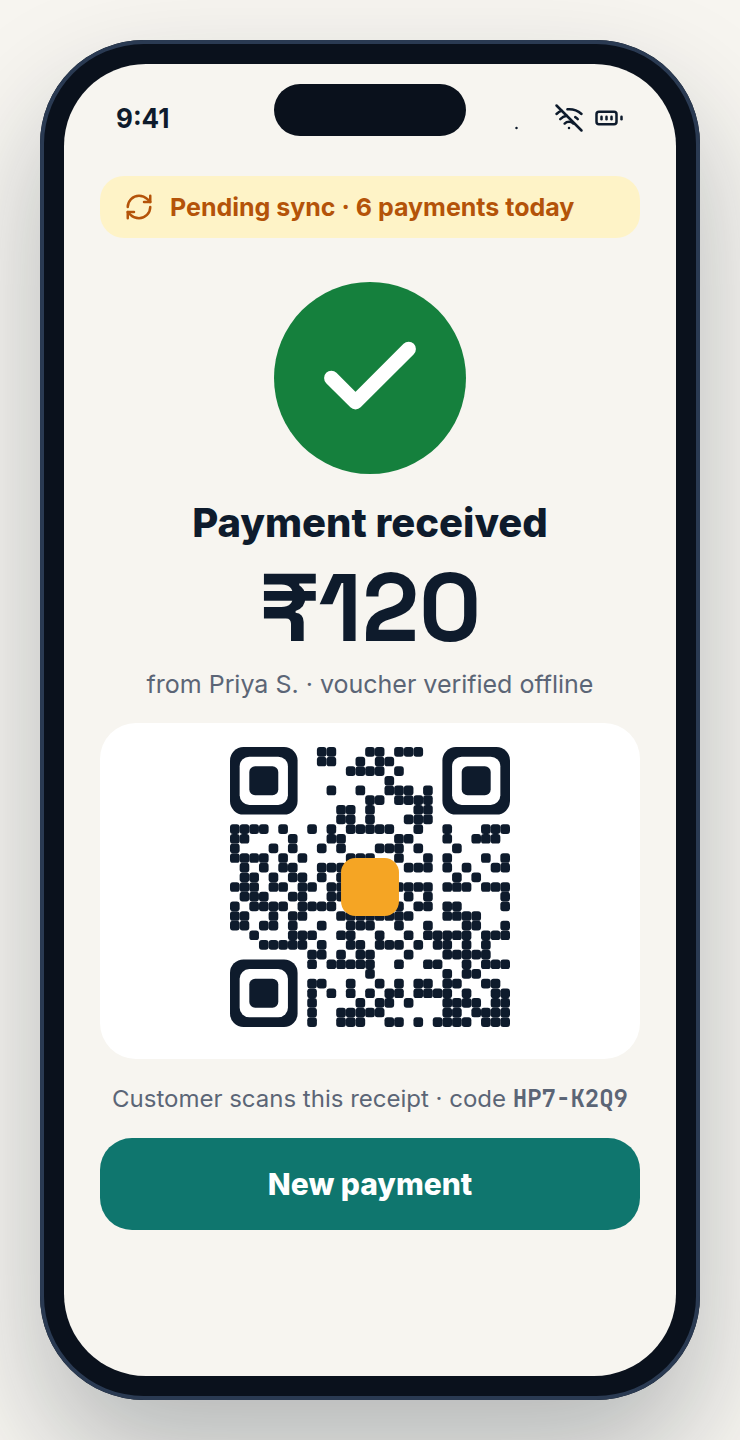 9:41
Pending sync · 6 payments today
Payment received
₹120
from Priya S. · voucher verified offline
Customer scans this receipt · code HP7-K2Q9
New payment